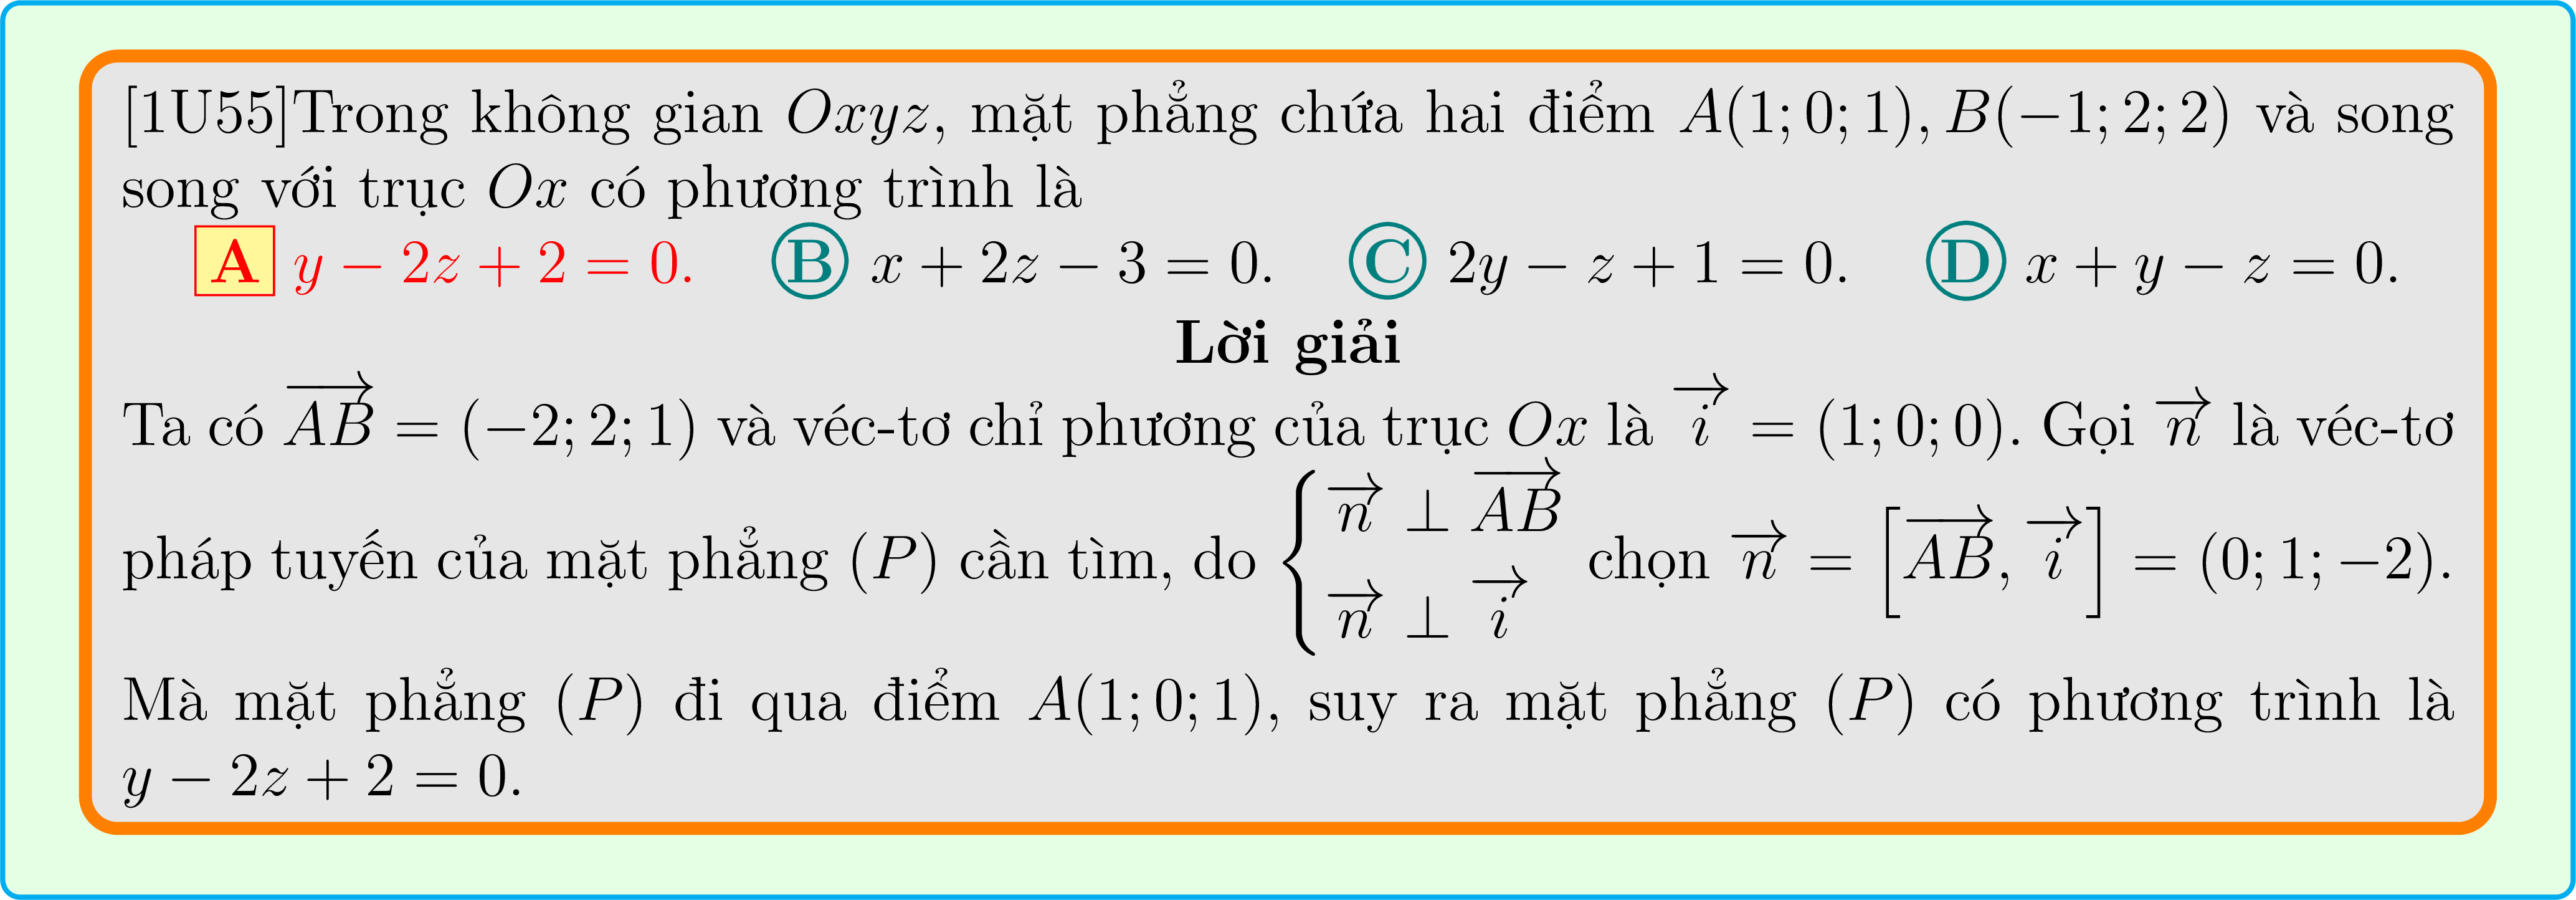 [1U55]Trong không gian Oxyz, mặt phẳng chứa hai điểm A(1; 0; 1), B(−1; 2; 2) và song
song với trục Ox có phương trình là
A y − 2z + 2 = 0. B x + 2z − 3 = 0. C 2y − z + 1 = 0. D x + y − z = 0.
Lời giải
Ta có $\overrightarrow{AB}$ = (−2; 2; 1) và véc-tơ chỉ phương của trục Ox là $\overrightarrow{i}$ = (1; 0; 0). Gọi $\overrightarrow{n}$ là véc-tơ
pháp tuyến của mặt phẳng (P) cần tìm, do $\begin{cases} \overrightarrow{n} \perp \overrightarrow{AB} \\ \overrightarrow{n} \perp \overrightarrow{i} \end{cases}$ chọn $\overrightarrow{n} = \left[\overrightarrow{AB}, \overrightarrow{i}\right]$ = (0; 1; −2).
Mà mặt phẳng (P) đi qua điểm A(1; 0; 1), suy ra mặt phẳng (P) có phương trình là
y − 2z + 2 = 0.